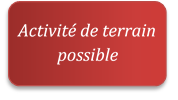 Activité de terrain
possible